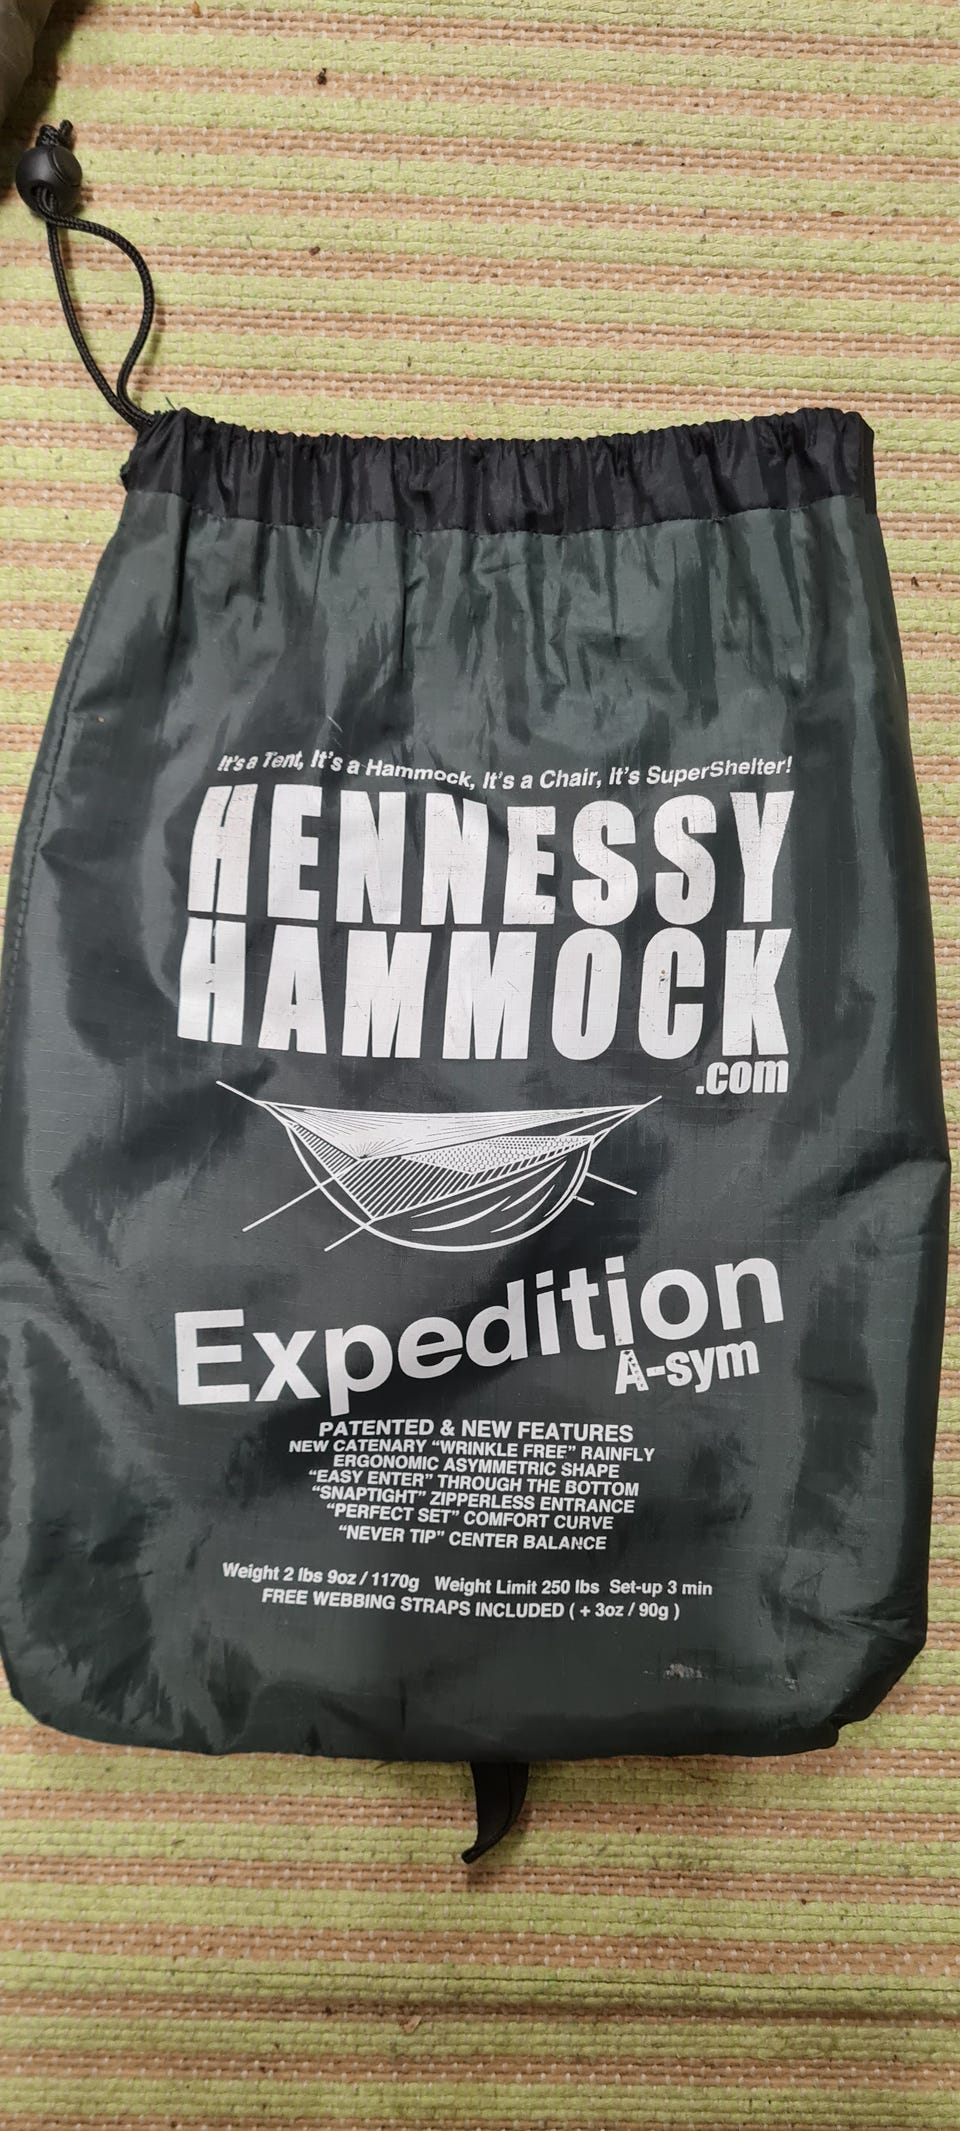 It's a Tent, It's a Hammock, It's a Chair, It's SuperShelter!
HENNESSY
HAMMOCK
.com
Expedition
A-sym
PATENTED & NEW FEATURES
NEW CATENARY “WRINKLE FREE” RAINFLY
ERGONOMIC ASYMMETRIC SHAPE
“EASY ENTER” THROUGH THE BOTTOM
“SNAPTIGHT” ZIPPERLESS ENTRANCE
“PERFECT SET” COMFORT CURVE
“NEVER TIP” CENTER BALANCE
Weight 2 lbs 9oz / 1170g Weight Limit 250 lbs Set-up 3 min
FREE WEBBING STRAPS INCLUDED ( + 3oz / 90g )